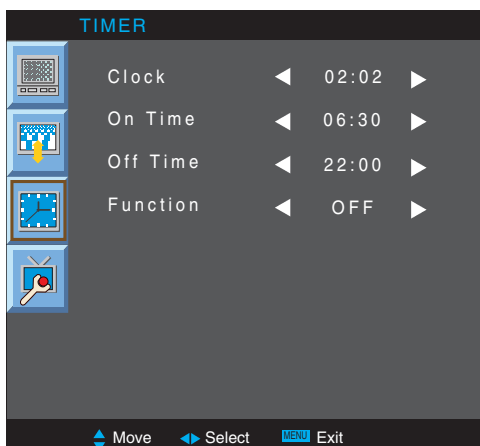 TIMER
Clock 02:02
On Time 06:30
Off Time 22:00
Function OFF
Move Select MENU Exit